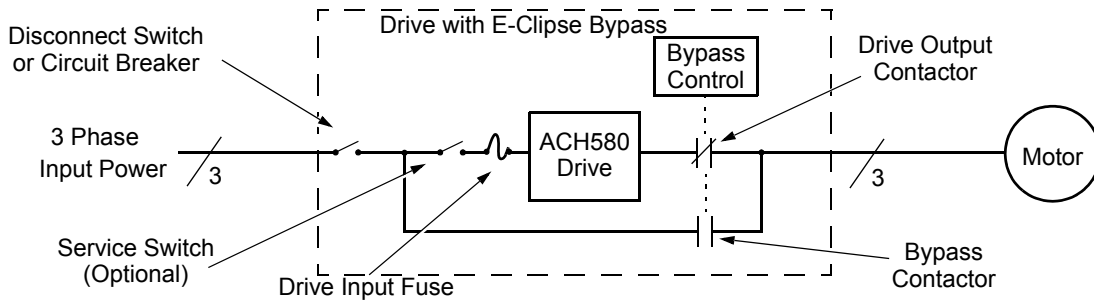 Drive with E-Clipse Bypass
Disconnect Switch
or Circuit Breaker
Bypass
Control
Drive Output
Contactor
3 Phase
Input Power
3
ACH580
Drive
3
Motor
Service Switch
(Optional)
Drive Input Fuse
Bypass
Contactor